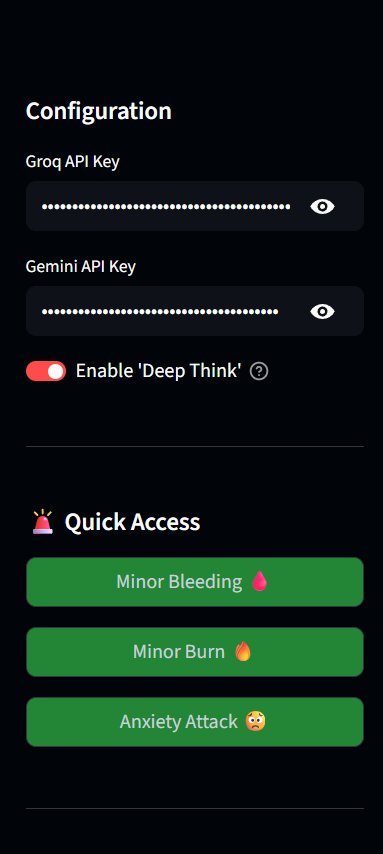 Configuration
Groq API Key
••••••••••••••••••••••••••••••••••••••••••
Gemini API Key
•••••••••••••••••••••••••••••••••••••••
Enable 'Deep Think'
🚨 Quick Access
Minor Bleeding 🩸
Minor Burn 🔥
Anxiety Attack 😳